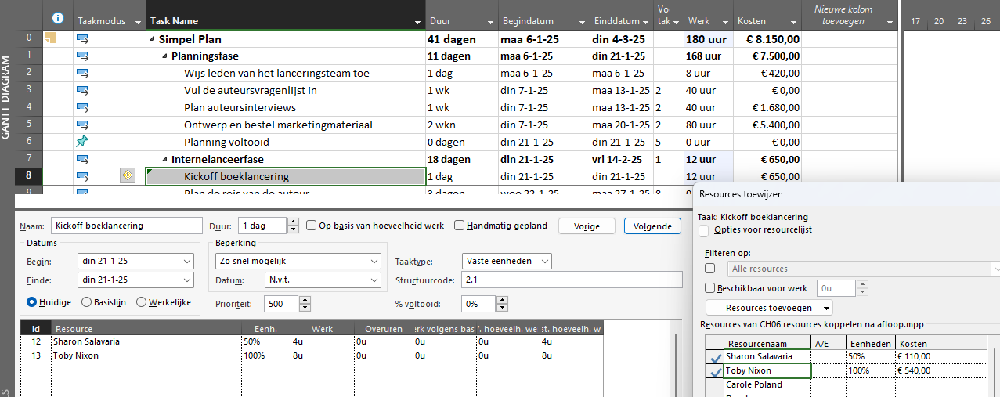 Taakmodus Task Name Duur Begindatum Einddatum tak Werk Kosten Nieuwe kolom toevoegen 17 20 23 26
0 Simpel Plan 41 dagen maa 6-1-25 din 4-3-25 180 uur € 8.150,00
1 Planningsfase 11 dagen maa 6-1-25 din 21-1-25 168 uur € 7.500,00
2 Wijs leden van het lanceringsteam toe 1 dag maa 6-1-25 maa 6-1-25 8 uur € 420,00
3 Vul de auteursvragenlijst in 1 wk din 7-1-25 maa 13-1-25 2 40 uur € 0,00
4 Plan auteursinterviews 1 wk din 7-1-25 maa 13-1-25 2 40 uur € 1.680,00
5 Ontwerp en bestel marketingmateriaal 2 wkn din 7-1-25 maa 20-1-25 2 80 uur € 5.400,00
6 Planning voltooid 0 dagen din 21-1-25 din 21-1-25 5 0 uur € 0,00
7 Internelanceerfase 18 dagen din 21-1-25 vri 14-2-25 1 12 uur € 650,00
8 Kickoff boeklancering 1 dag din 21-1-25 din 21-1-25 12 uur € 650,00
9 Plan de reis van de auteur 3 dagen woe 22-1-25 maa 27-1-25 8
GANTT-DIAGRAM
Naam: Kickoff boeklancering Duur: 1 dag Op basis van hoeveelheid werk Handmatig gepland Vorige Volgende
Datums Beperking
Begin: din 21-1-25 Zo snel mogelijk Taaktype: Vaste eenheden
Einde: din 21-1-25 Datum: N.v.t. Structuurcode: 2.1
Huidige Basislijn Werkelijke Prioriteit: 500 % voltooid: 0%
Id Resource Eenh. Werk Overuren erk volgens bas , hoeveelh. we st. hoeveelh. w
12 Sharon Salavaria 50% 4u 0u 0u 0u 4u
13 Toby Nixon 100% 8u 0u 0u 0u 8u
Resources toewijzen
Taak: Kickoff boeklancering
- Opties voor resourcelijst
Filteren op:
Alle resources
Beschikbaar voor werk 0u
Resources toevoegen
Resources van CH06 resources koppelen na afloop.mpp
Resourcenaam A/E Eenheden Kosten
Sharon Salavaria 50% € 110,00
Toby Nixon 100% € 540,00
Carole Poland